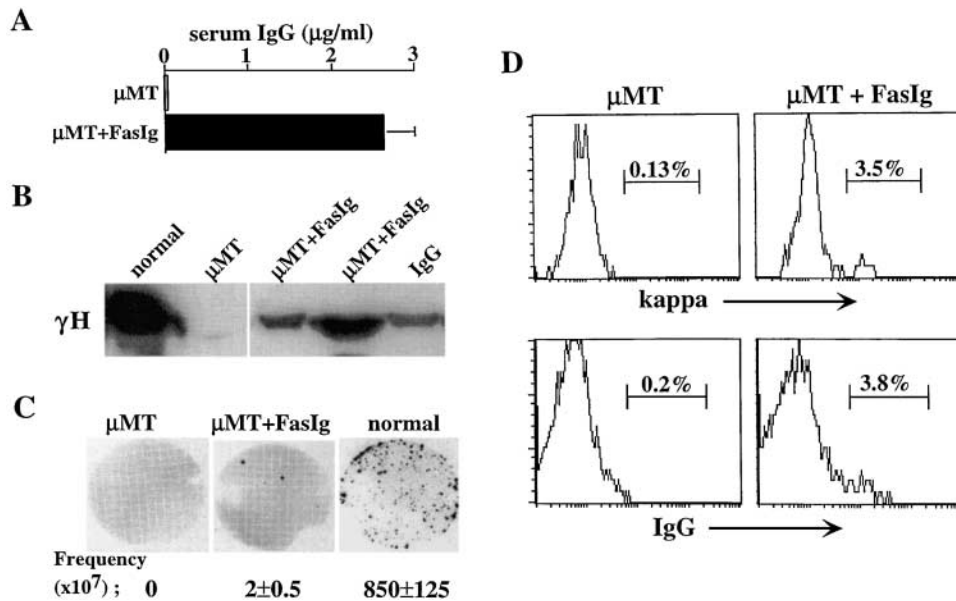 A
serum IgG (μg/ml)
0 1 2 3
μMT
μMT+FasIg
B
normal μMT μMT+FasIg μMT+FasIg IgG
γH
C
μMT μMT+FasIg normal
Frequency
(x10⁷) ; 0 2±0.5 850±125
D
μMT μMT + FasIg
0.13% 3.5%
kappa
0.2% 3.8%
IgG